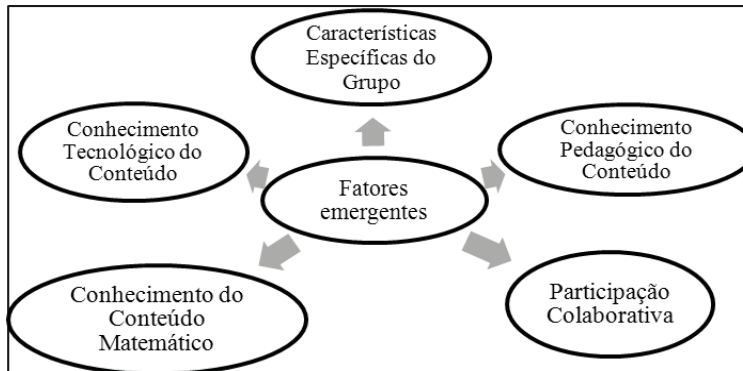 Características
Específicas do
Grupo
Conhecimento
Tecnológico do
Conteúdo
Conhecimento
Pedagógico do
Conteúdo
Fatores
emergentes
Conhecimento do
Conteúdo
Matemático
Participação
Colaborativa